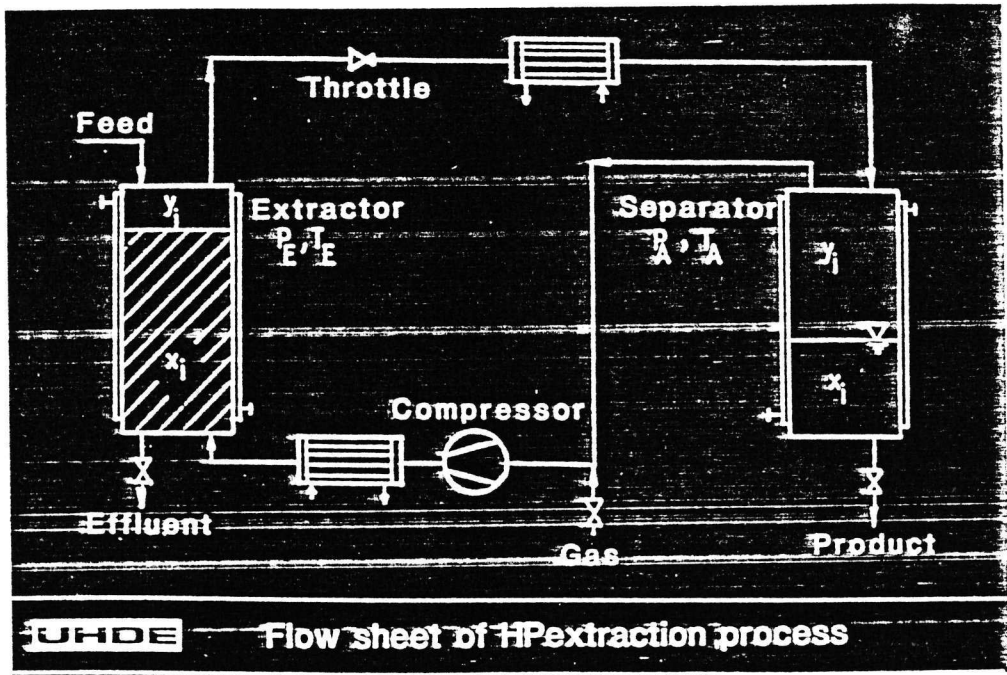 Throttle
Feed
y_i
Extractor
P_E, T_E
x_i
Separator
P_A, T_A
y_i
x_i
Compressor
Effluent
Gas
Product
UHDE
Flow sheet of HPextraction process